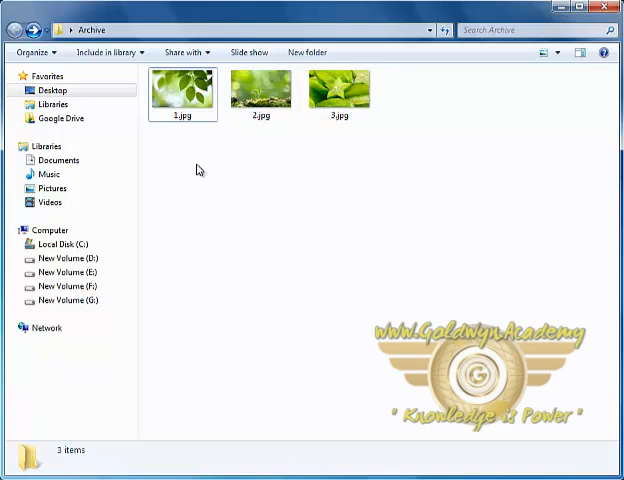 Archive
Search Archive
Organize
Include in library
Share with
Slide show
New folder
Favorites
Desktop
Libraries
Google Drive
Libraries
Documents
Music
Pictures
Videos
Computer
Local Disk (C:)
New Volume (D:)
New Volume (E:)
New Volume (F:)
New Volume (G:)
Network
1.jpg
2.jpg
3.jpg
www.Goldwyn.Academy
G
" Knowledge is Power "
3 items